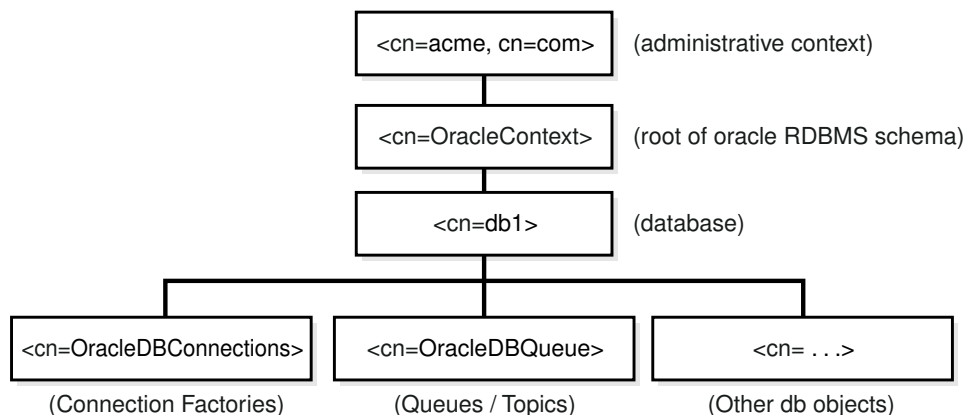 <cn=acme, cn=com> (administrative context)
<cn=OracleContext> (root of oracle RDBMS schema)
<cn=db1> (database)
<cn=OracleDBConnections> <cn=OracleDBQueue> <cn= . . .>
(Connection Factories) (Queues / Topics) (Other db objects)